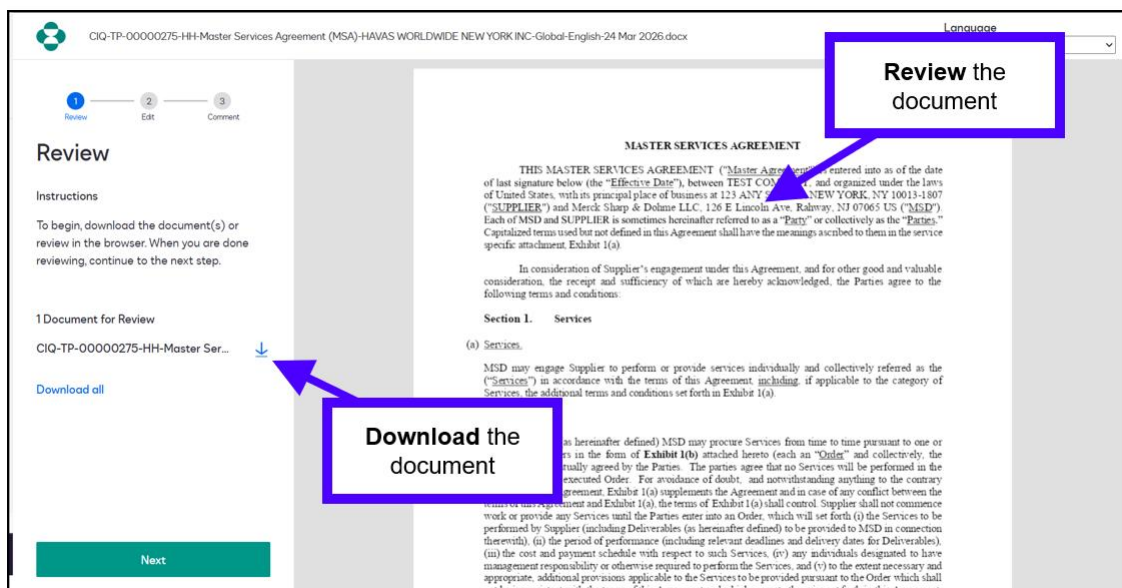 CIQ-TP-00000275-HH-Master Services Agreement (MSA)-HAVAS WORLDWIDE NEW YORK INC-Global-English-24 Mar 2026.docx
Language
1
2
3
Review
Edit
Comment
Review
Instructions
To begin, download the document(s) or
review in the browser. When you are done
reviewing, continue to the next step.
1 Document for Review
CIQ-TP-00000275-HH-Master Ser...
Download all
Next
Review the
document
Download the
document
MASTER SERVICES AGREEMENT
THIS MASTER SERVICES AGREEMENT ("Master Agreement") entered into as of the date
of last signature below (the "Effective Date"), between TEST and organized under the laws
of United States, with its principal place of business at 123 ANY NEW YORK, NY 10013-1807
("SUPPLIER") and Merck Sharp & Dohme LLC, 126 E Lincoln Ave, Rahway, NJ 07065 US ("MSD").
Each of MSD and SUPPLIER is sometimes hereinafter referred to as a "Party" or collectively as the "Parties."
Capitalized terms used but not defined in this Agreement shall have the meanings ascribed to them in the service
specific attachment, Exhibit 1(a).
In consideration of Supplier's engagement under this Agreement, and for other good and valuable
consideration, the receipt and sufficiency of which are hereby acknowledged, the Parties agree to the
following terms and conditions:
Section 1. Services
(a) Services.
MSD may engage Supplier to perform or provide services individually and collectively referred as the
("Services") in accordance with the terms of this Agreement, including, if applicable to the category of
Services, the additional terms and conditions set forth in Exhibit 1(a).
as hereinafter defined) MSD may procure Services from time to time pursuant to one or
in the form of Exhibit 1(b) attached hereto (each an "Order" and collectively, the
agreed by the Parties. The parties agree that no Services will be performed in the
executed Order. For avoidance of doubt, and notwithstanding anything to the contrary
Exhibit 1(a) supplements the Agreement and in case of any conflict between the
terms of this Agreement and Exhibit 1(a), the terms of Exhibit 1(a) shall control. Supplier shall not commence
work or provide any Services until the Parties enter into an Order, which will set forth (i) the Services to be
performed by Supplier (including Deliverables (as hereinafter defined) to be provided to MSD in connection
therewith), (ii) the period of performance (including relevant deadlines and delivery dates for Deliverables),
(iii) the cost and payment schedule with respect to such Services, (iv) any individuals designated to have
management responsibility or otherwise required to perform the Services, and (v) to the extent necessary and
appropriate, additional provisions applicable to the Services to be provided pursuant to the Order which shall